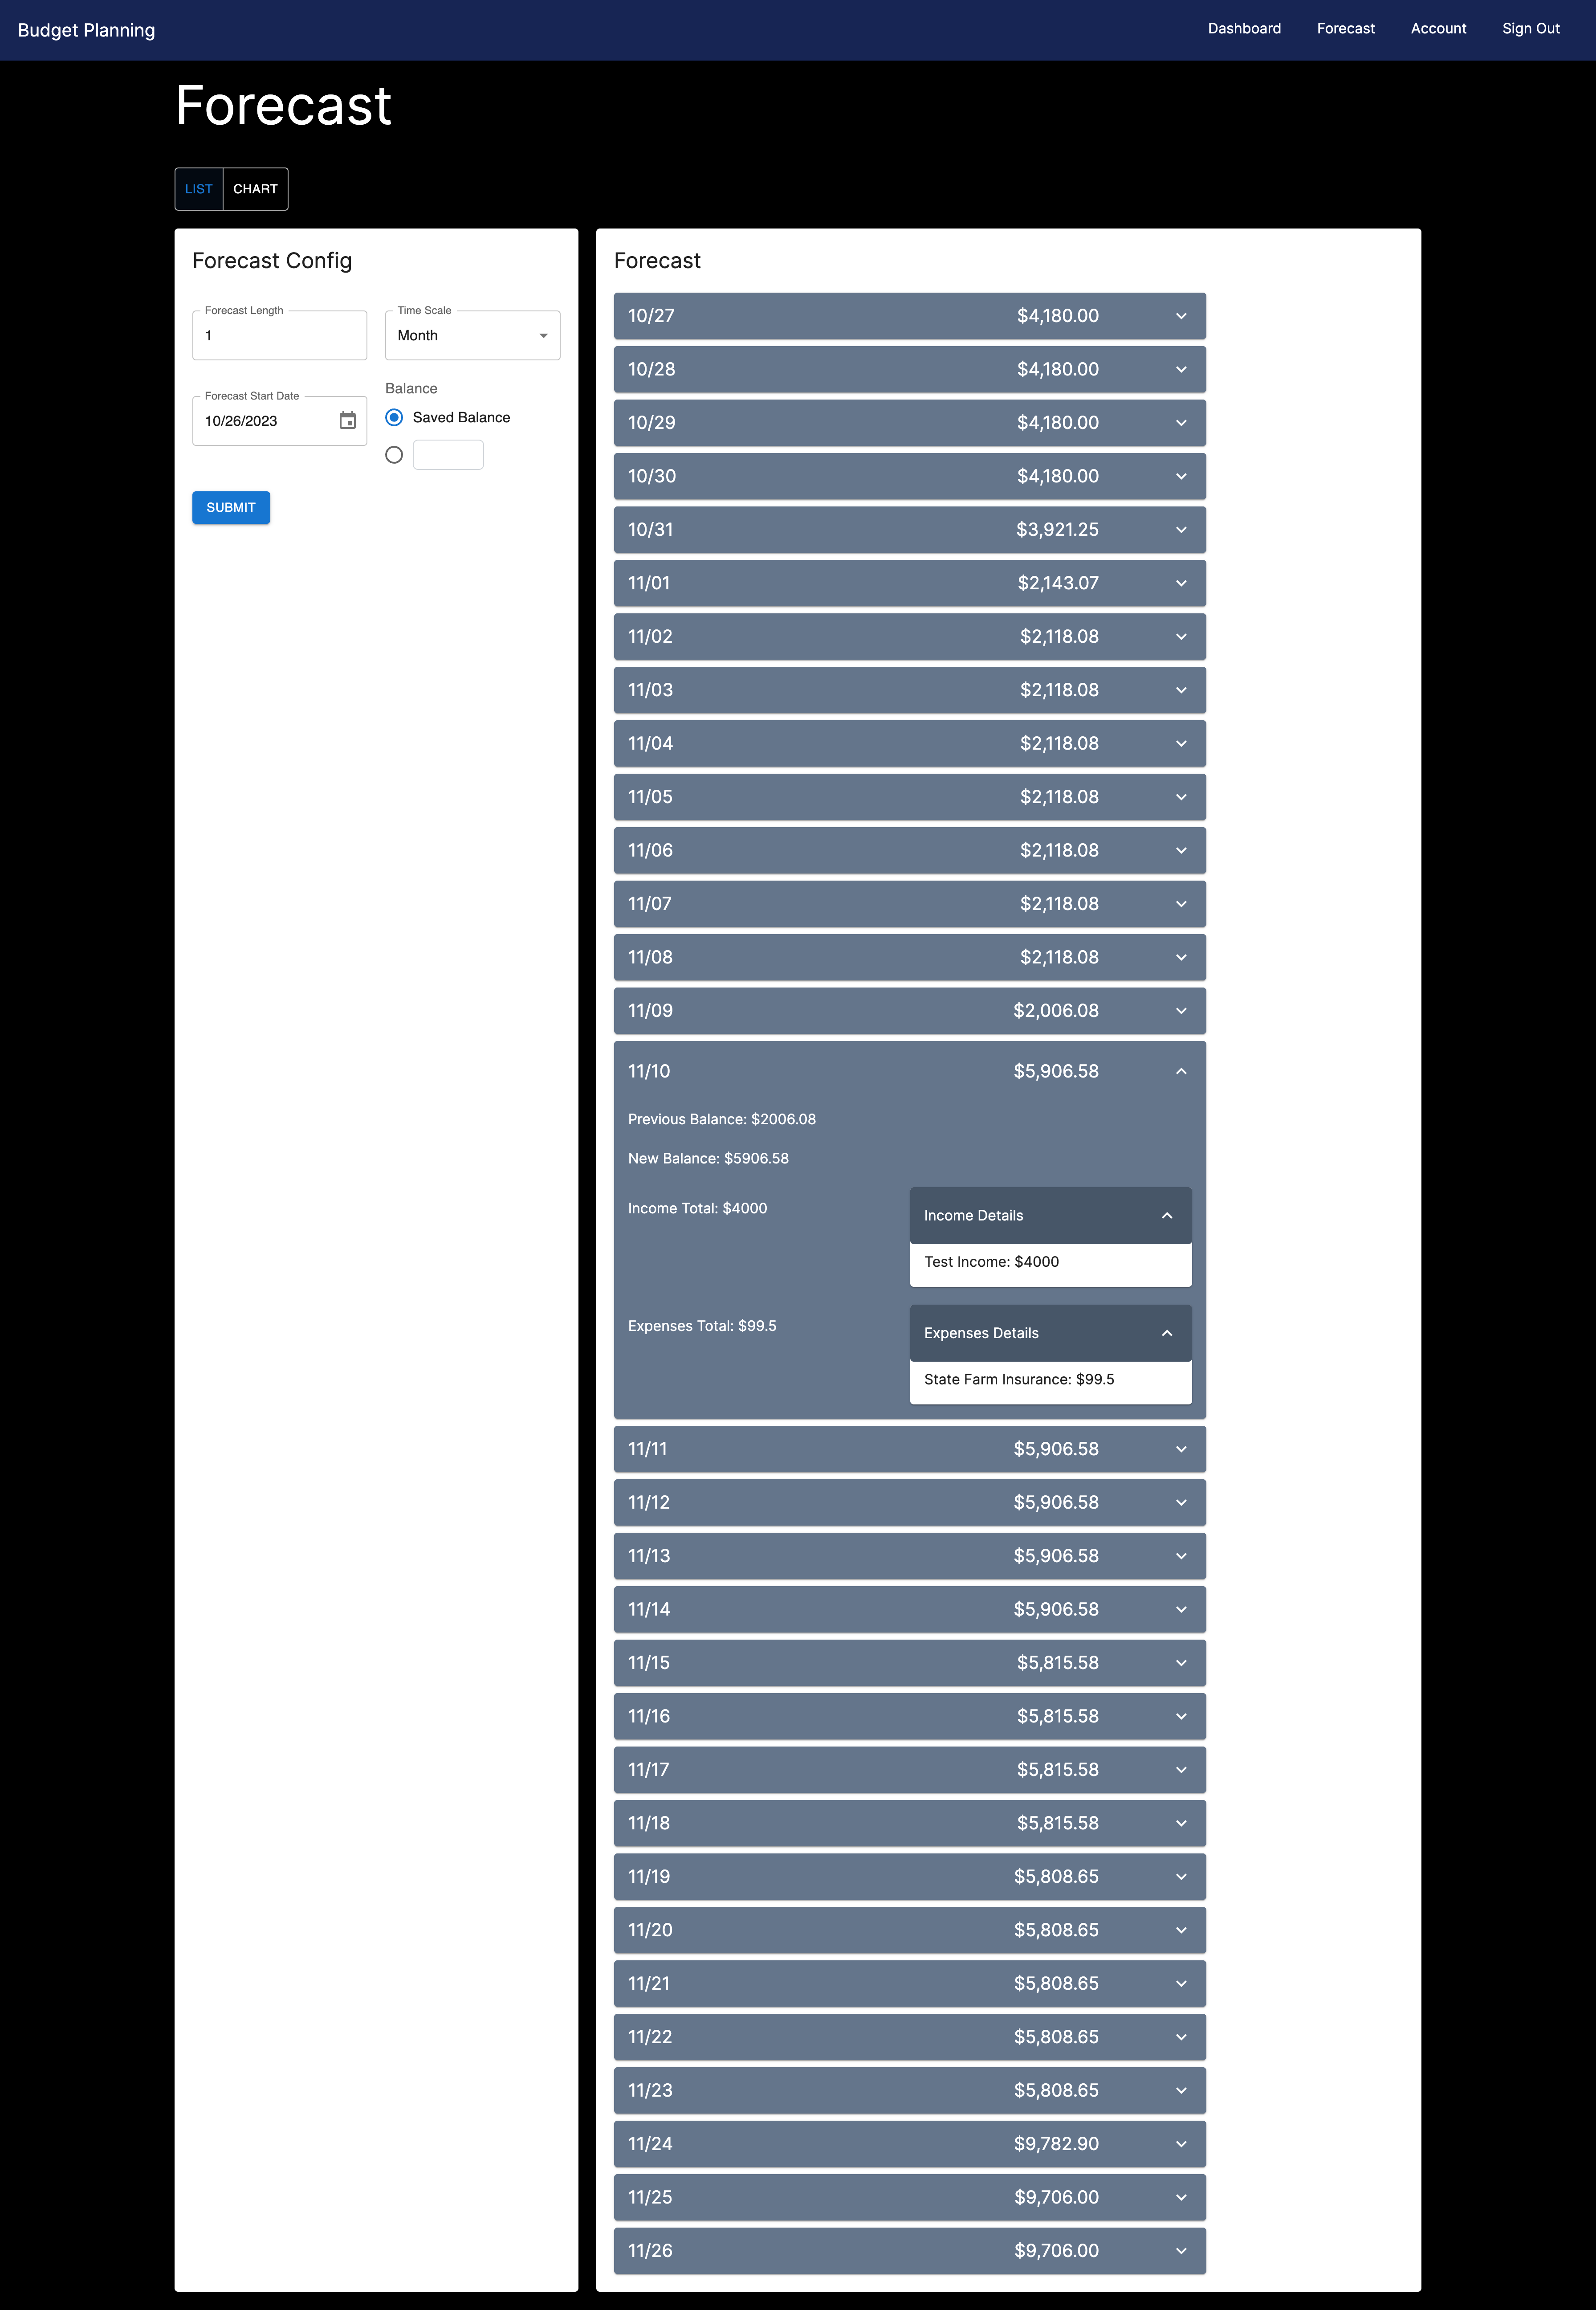 Budget Planning
Dashboard Forecast Account Sign Out
Forecast
LIST CHART
Forecast Config
Forecast Length
1
Time Scale
Month
Forecast Start Date
10/26/2023
Balance
Saved Balance
SUBMIT
Forecast
10/27 $4,180.00
10/28 $4,180.00
10/29 $4,180.00
10/30 $4,180.00
10/31 $3,921.25
11/01 $2,143.07
11/02 $2,118.08
11/03 $2,118.08
11/04 $2,118.08
11/05 $2,118.08
11/06 $2,118.08
11/07 $2,118.08
11/08 $2,118.08
11/09 $2,006.08
11/10 $5,906.58
Previous Balance: $2006.08
New Balance: $5906.58
Income Total: $4000
Income Details
Test Income: $4000
Expenses Total: $99.5
Expenses Details
State Farm Insurance: $99.5
11/11 $5,906.58
11/12 $5,906.58
11/13 $5,906.58
11/14 $5,906.58
11/15 $5,815.58
11/16 $5,815.58
11/17 $5,815.58
11/18 $5,815.58
11/19 $5,808.65
11/20 $5,808.65
11/21 $5,808.65
11/22 $5,808.65
11/23 $5,808.65
11/24 $9,782.90
11/25 $9,706.00
11/26 $9,706.00